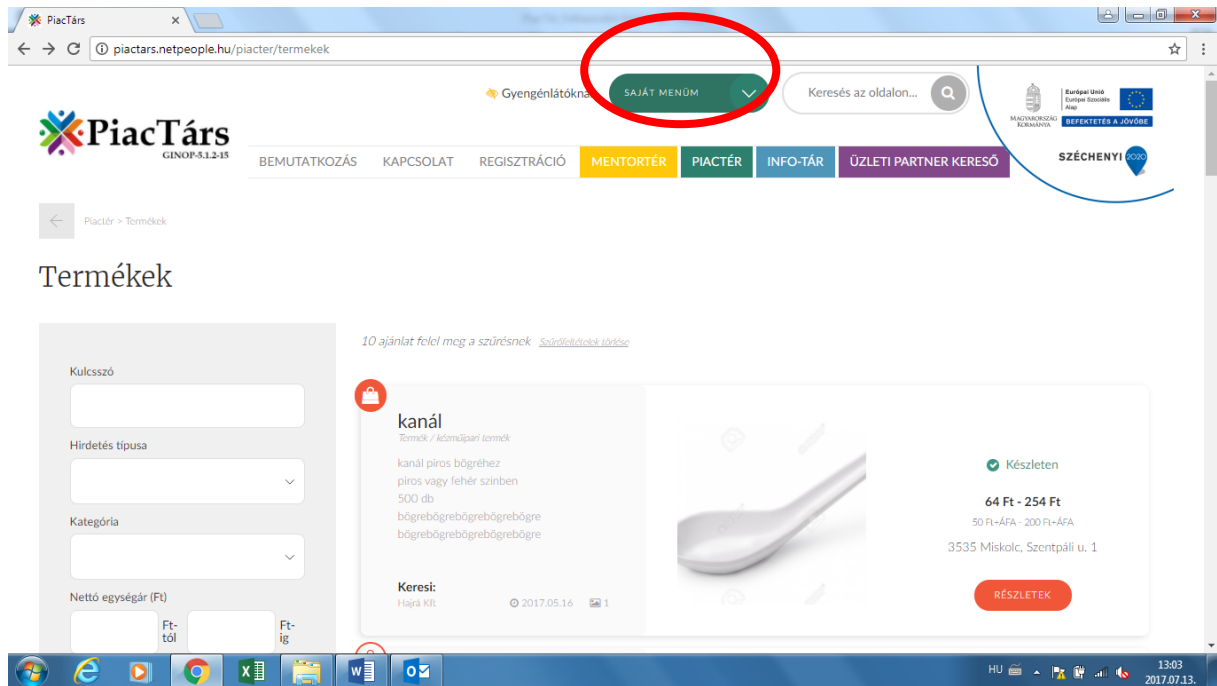 PiacTárs
piactars.netpeople.hu/piacter/termekek
Gyengénlátókna
SAJÁT MENÜM
Keresés az oldalon...
MAGYARORSZÁG
KORMÁNYA
Európai Unió
Európai Szociális
Alap
BEFEKTETÉS A JÖVŐBE
SZÉCHENYI 2020
PiacTárs
GINOP-5.1.2-15
BEMUTATKOZÁS
KAPCSOLAT
REGISZTRÁCIÓ
MENTORTÉR
PIACTÉR
INFO-TÁR
ÜZLETI PARTNER KERESŐ
Piactér > Termékek
Termékek
10 ajánlat felel meg a szűrésnek Szűrőfeltételek törlése
Kulcsszó
Hirdetés típusa
Kategória
Nettó egységár (Ft)
Ft-
tól
Ft-
ig
kanál
Termék / kézműipari termék
kanál piros bögréhez
piros vagy fehér színben
500 db
bögrebögrebögrebögrebögre
bögrebögrebögrebögrebögre
Keresi:
Hajrá Kft.
2017.05.16
1
Készleten
64 Ft - 254 Ft
50 Ft+ÁFA - 200 Ft+ÁFA
3535 Miskolc, Szentpáli u. 1
RÉSZLETEK
HU
13:03
2017.07.13.